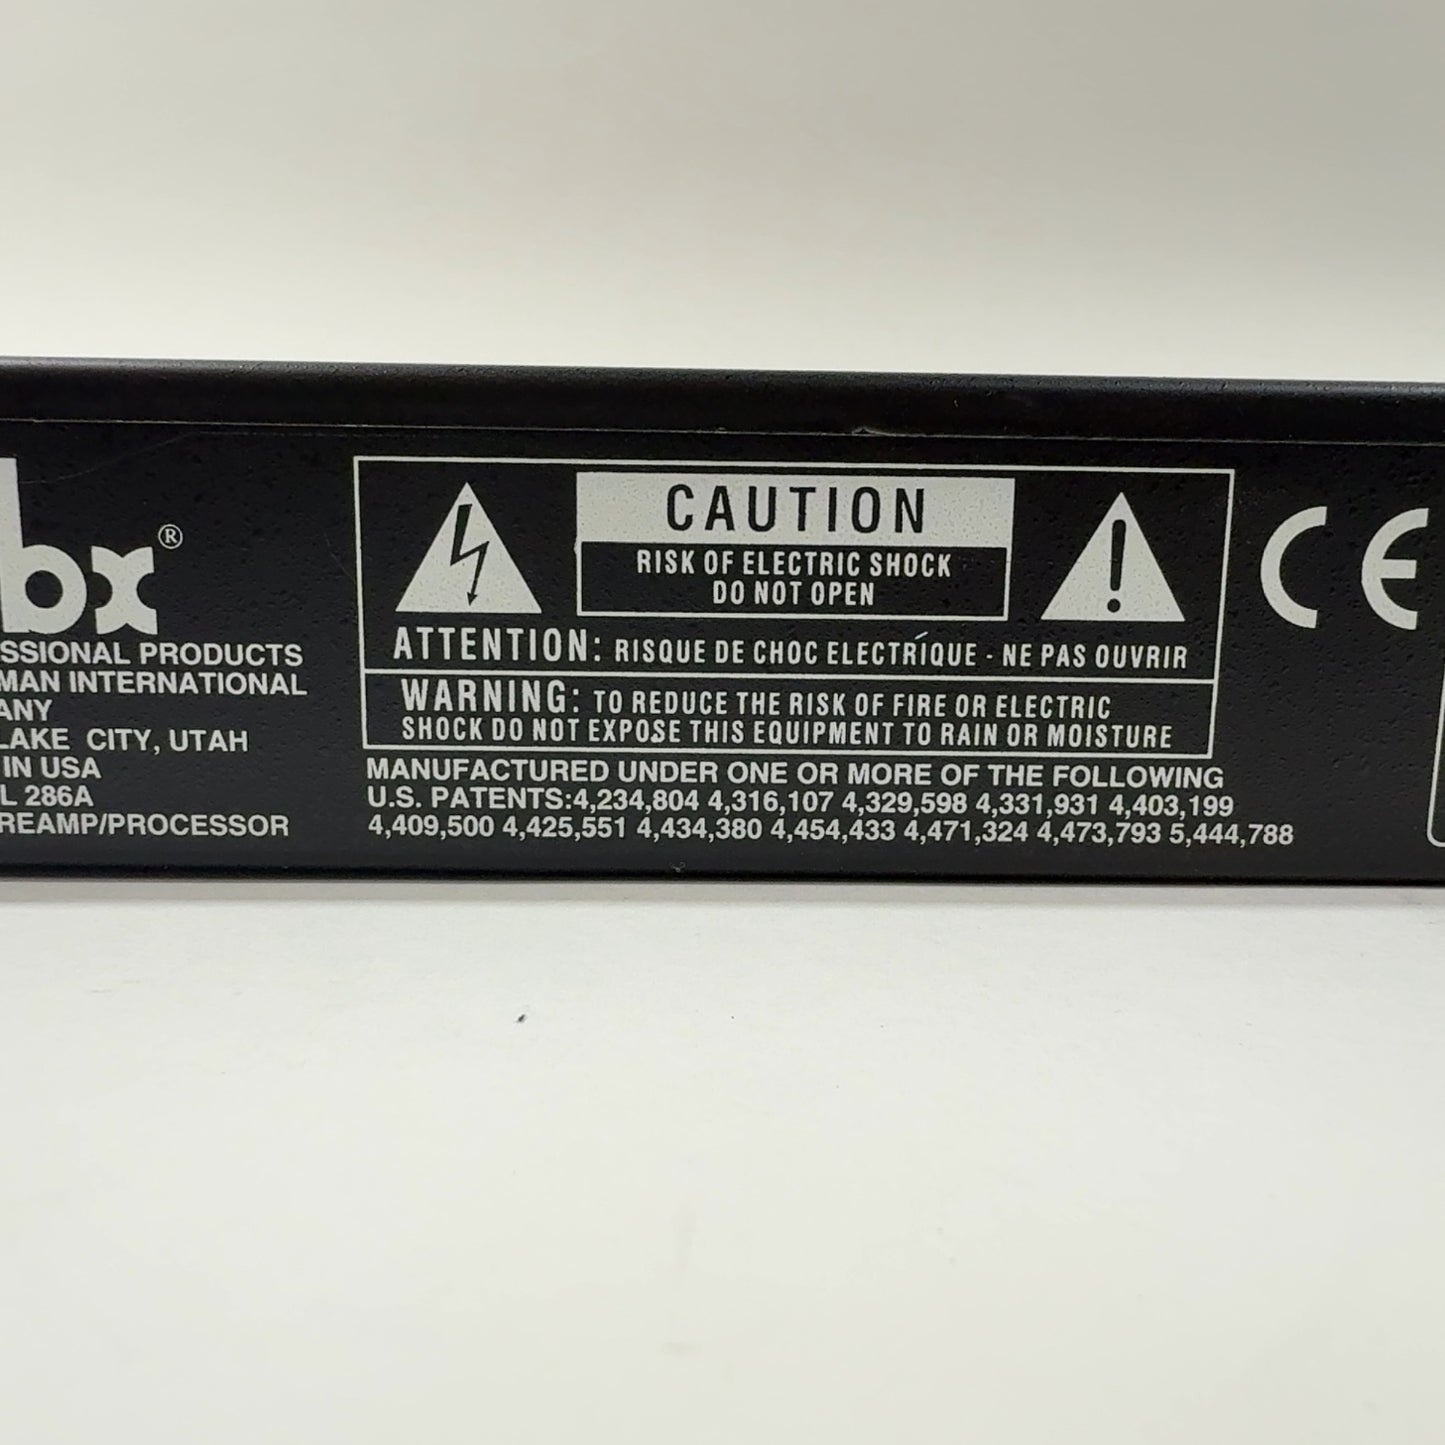 bx®
SSIONAL PRODUCTS
MAN INTERNATIONAL
ANY
LAKE CITY, UTAH
IN USA
L 286A
REAMP/PROCESSOR
CAUTION
RISK OF ELECTRIC SHOCK
DO NOT OPEN
ATTENTION: RISQUE DE CHOC ELECTRÍQUE - NE PAS OUVRIR
WARNING: TO REDUCE THE RISK OF FIRE OR ELECTRIC
SHOCK DO NOT EXPOSE THIS EQUIPMENT TO RAIN OR MOISTURE
MANUFACTURED UNDER ONE OR MORE OF THE FOLLOWING
U.S. PATENTS:4,234,804 4,316,107 4,329,598 4,331,931 4,403,199
4,409,500 4,425,551 4,434,380 4,454,433 4,471,324 4,473,793 5,444,788
CE